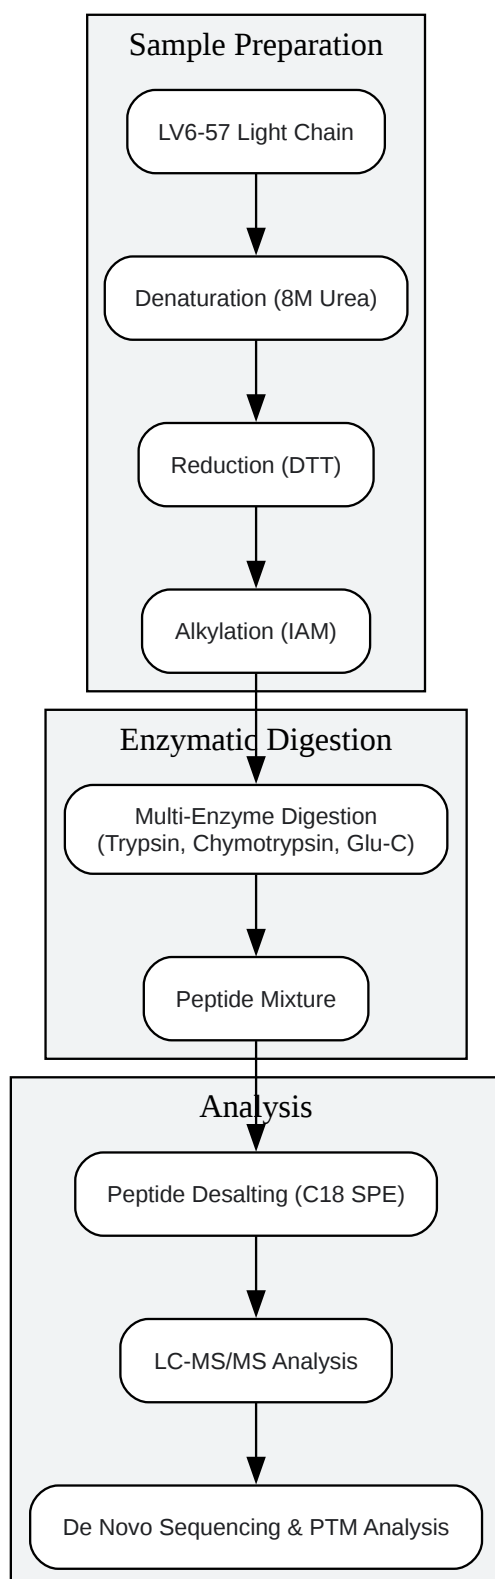 Sample Preparation
LV6-57 Light Chain
Denaturation (8M Urea)
Reduction (DTT)
Alkylation (IAM)
Enzymatic Digestion
Multi-Enzyme Digestion
(Trypsin, Chymotrypsin, Glu-C)
Peptide Mixture
Analysis
Peptide Desalting (C18 SPE)
LC-MS/MS Analysis
De Novo Sequencing & PTM Analysis